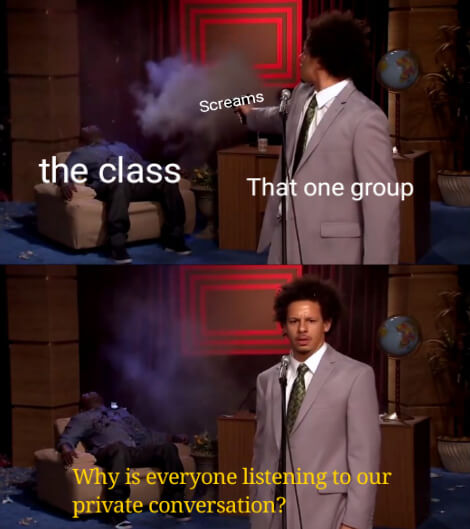 Screams
the class
That one group
Why is everyone listening to our
private conversation?